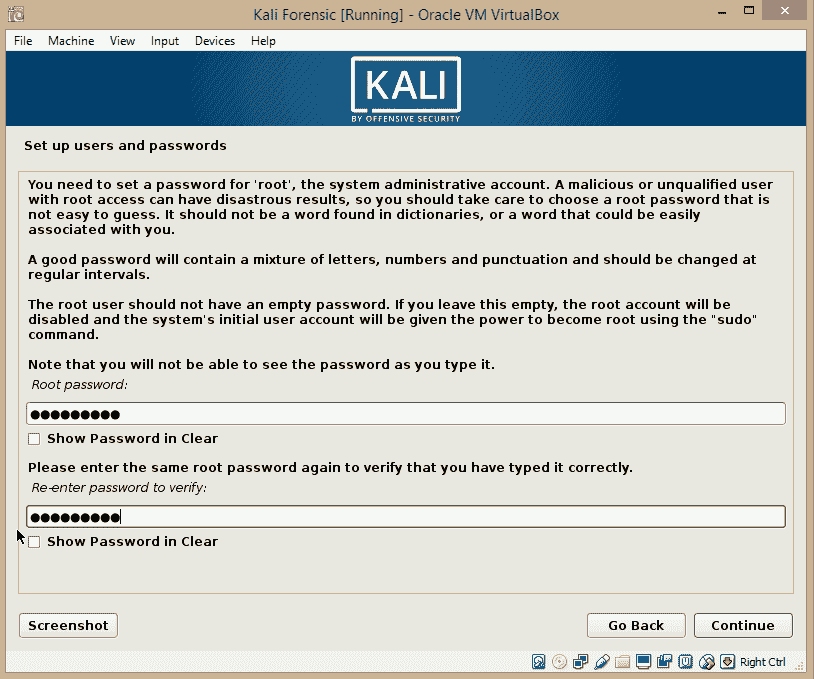 Kali Forensic [Running] - Oracle VM VirtualBox
File Machine View Input Devices Help
KALI
BY OFFENSIVE SECURITY
Set up users and passwords
You need to set a password for 'root', the system administrative account. A malicious or unqualified user
with root access can have disastrous results, so you should take care to choose a root password that is
not easy to guess. It should not be a word found in dictionaries, or a word that could be easily
associated with you.
A good password will contain a mixture of letters, numbers and punctuation and should be changed at
regular intervals.
The root user should not have an empty password. If you leave this empty, the root account will be
disabled and the system's initial user account will be given the power to become root using the "sudo"
command.
Note that you will not be able to see the password as you type it.
Root password:
●●●●●●●●●
Show Password in Clear
Please enter the same root password again to verify that you have typed it correctly.
Re-enter password to verify:
●●●●●●●●●
Show Password in Clear
Screenshot Go Back Continue
Right Ctrl